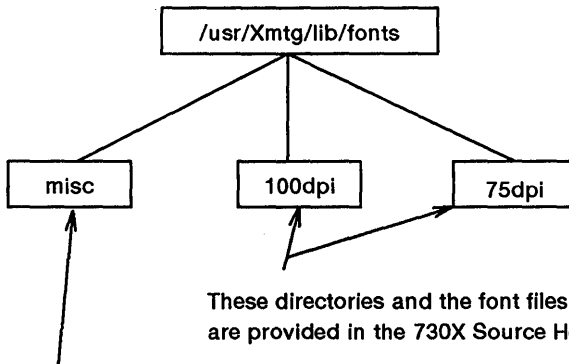 /usr/Xmtg/lib/fonts
misc
100dpi
75dpi
These directories and the font files
are provided in the 730X Source